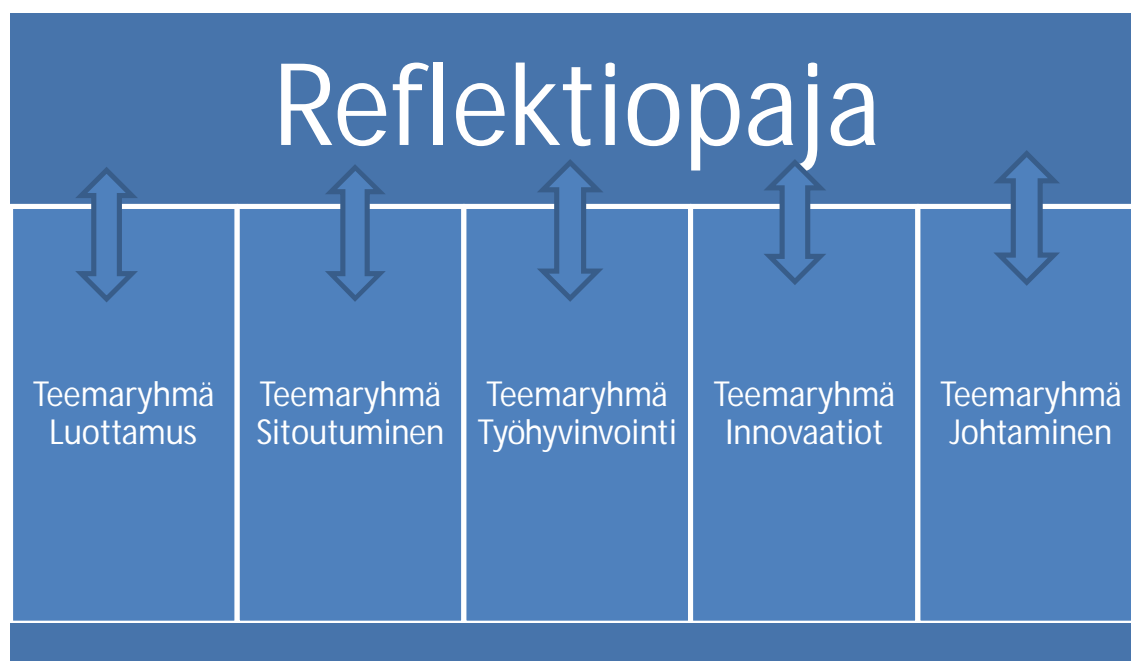 Reflektiopaja
Teemaryhmä
Luottamus
Teemaryhmä
Sitoutuminen
Teemaryhmä
Työhyvinvointi
Teemaryhmä
Innovaatiot
Teemaryhmä
Johtaminen